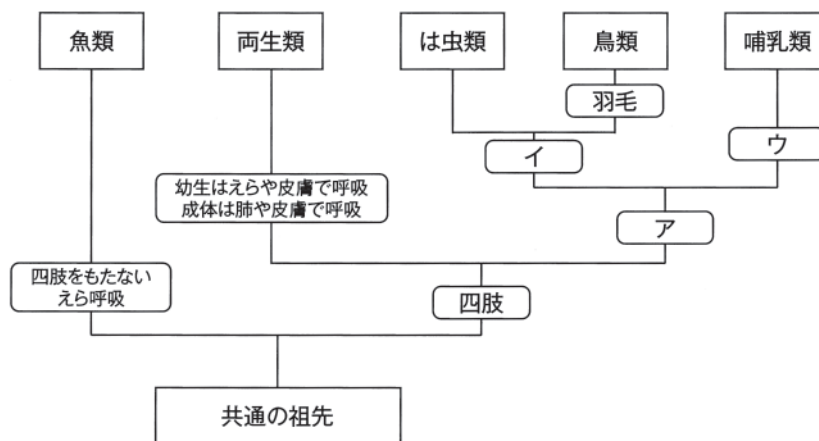 魚類
両生類
は虫類
鳥類
哺乳類
羽毛
イ
ウ
幼生はえらや皮膚で呼吸
成体は肺や皮膚で呼吸
ア
四肢をもたない
えら呼吸
四肢
共通の祖先